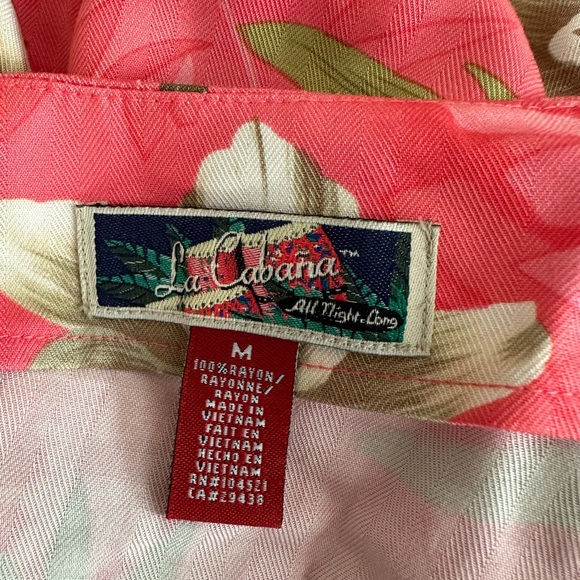 La Cabana™
All Night Long
M
100%RAYON/
RAYONNE/
RAYON
MADE IN
VIETNAM
FAIT EN
VIETNAM
HECHO EN
VIETNAM
RN#104521
CA#29436